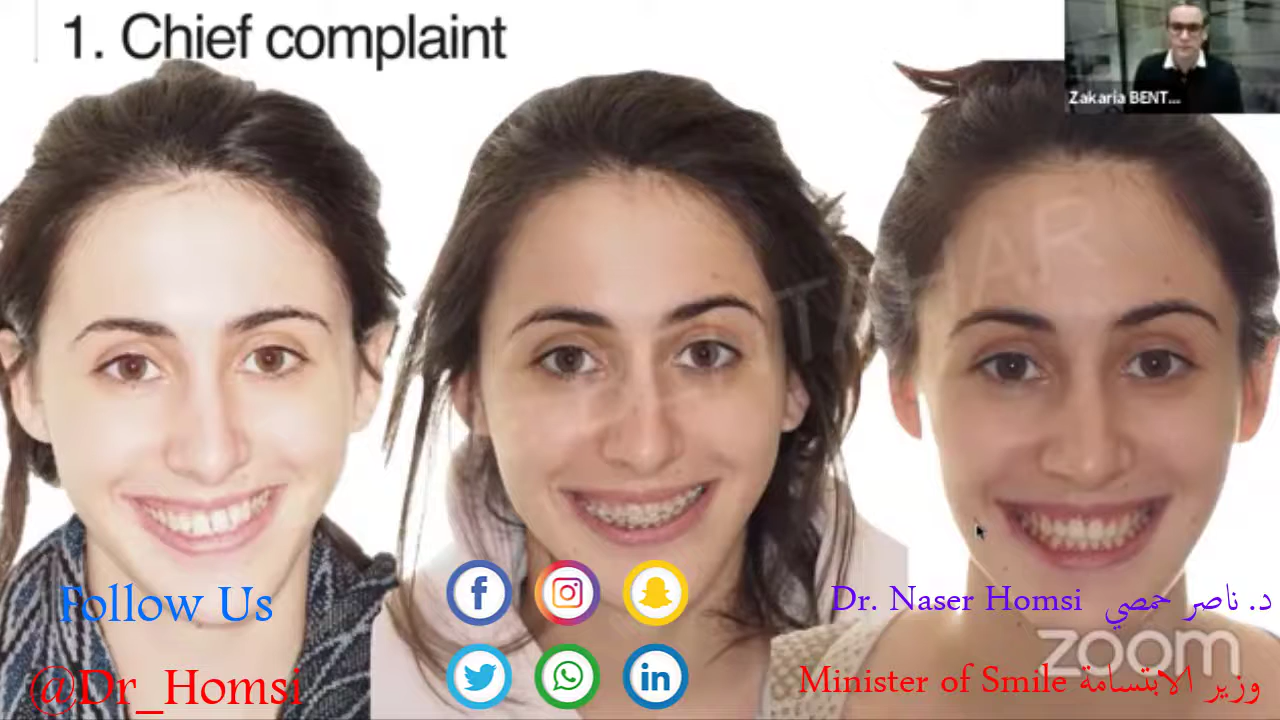 1. Chief complaint
Zakaria BENT...
TAHAR
Follow Us
Dr. Naser Homsi د. ناصر حمصي
zoom
@Dr_Homsi
Minister of Smile وزير الابتسامة